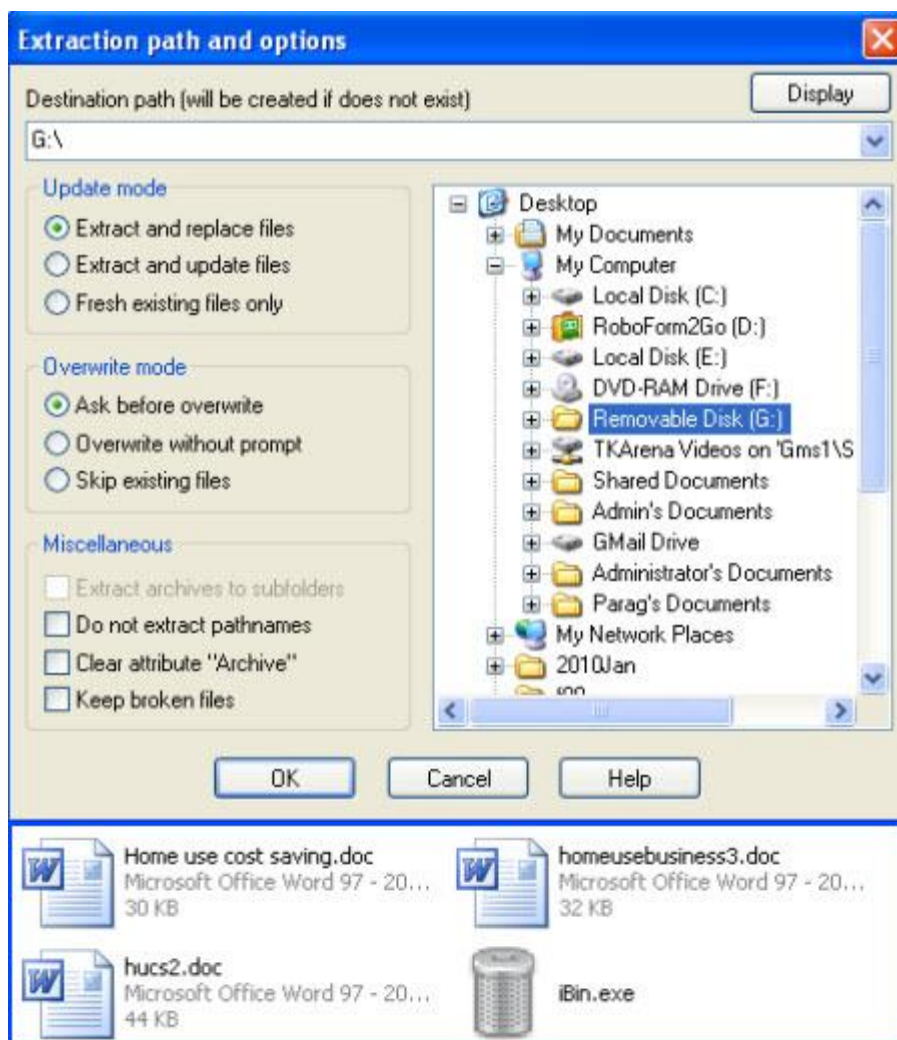 Extraction path and options
Destination path (will be created if does not exist)
Display
G:\
Update mode
Extract and replace files
Extract and update files
Fresh existing files only
Overwrite mode
Ask before overwrite
Overwrite without prompt
Skip existing files
Miscellaneous
Extract archives to subfolders
Do not extract pathnames
Clear attribute "Archive"
Keep broken files
Desktop
My Documents
My Computer
Local Disk (C:)
RoboForm2Go (D:)
Local Disk (E:)
DVD-RAM Drive (F:)
Removable Disk (G:)
TKArena Videos on 'Gms1\S
Shared Documents
Admin's Documents
GMail Drive
Administrator's Documents
Parag's Documents
My Network Places
2010Jan
OK
Cancel
Help
Home use cost saving.doc
Microsoft Office Word 97 - 20...
30 KB
homeusebusiness3.doc
Microsoft Office Word 97 - 20...
32 KB
hucs2.doc
Microsoft Office Word 97 - 20...
44 KB
iBin.exe